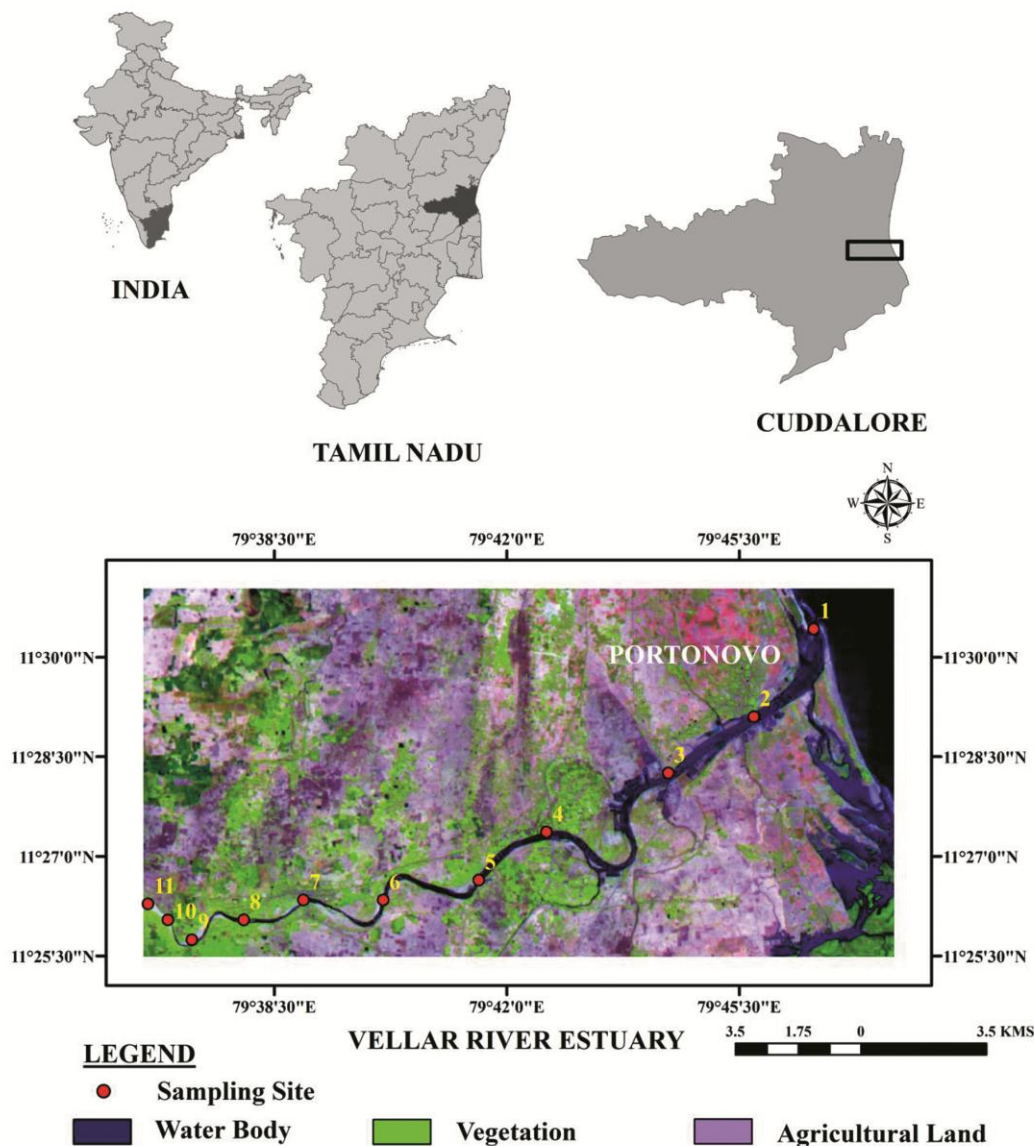 INDIA
TAMIL NADU
CUDDALORE
N
W E
S
79°38'30"E 79°42'0"E 79°45'30"E
1
11°30'0"N PORTONOVO 11°30'0"N
2
11°28'30"N 3 11°28'30"N
4
11°27'0"N 5 11°27'0"N
11 10 9 8 7 6
11°25'30"N 11°25'30"N
79°38'30"E 79°42'0"E 79°45'30"E
VELLAR RIVER ESTUARY
3.5 1.75 0 3.5 KMS
LEGEND
Sampling Site
Water Body Vegetation Agricultural Land